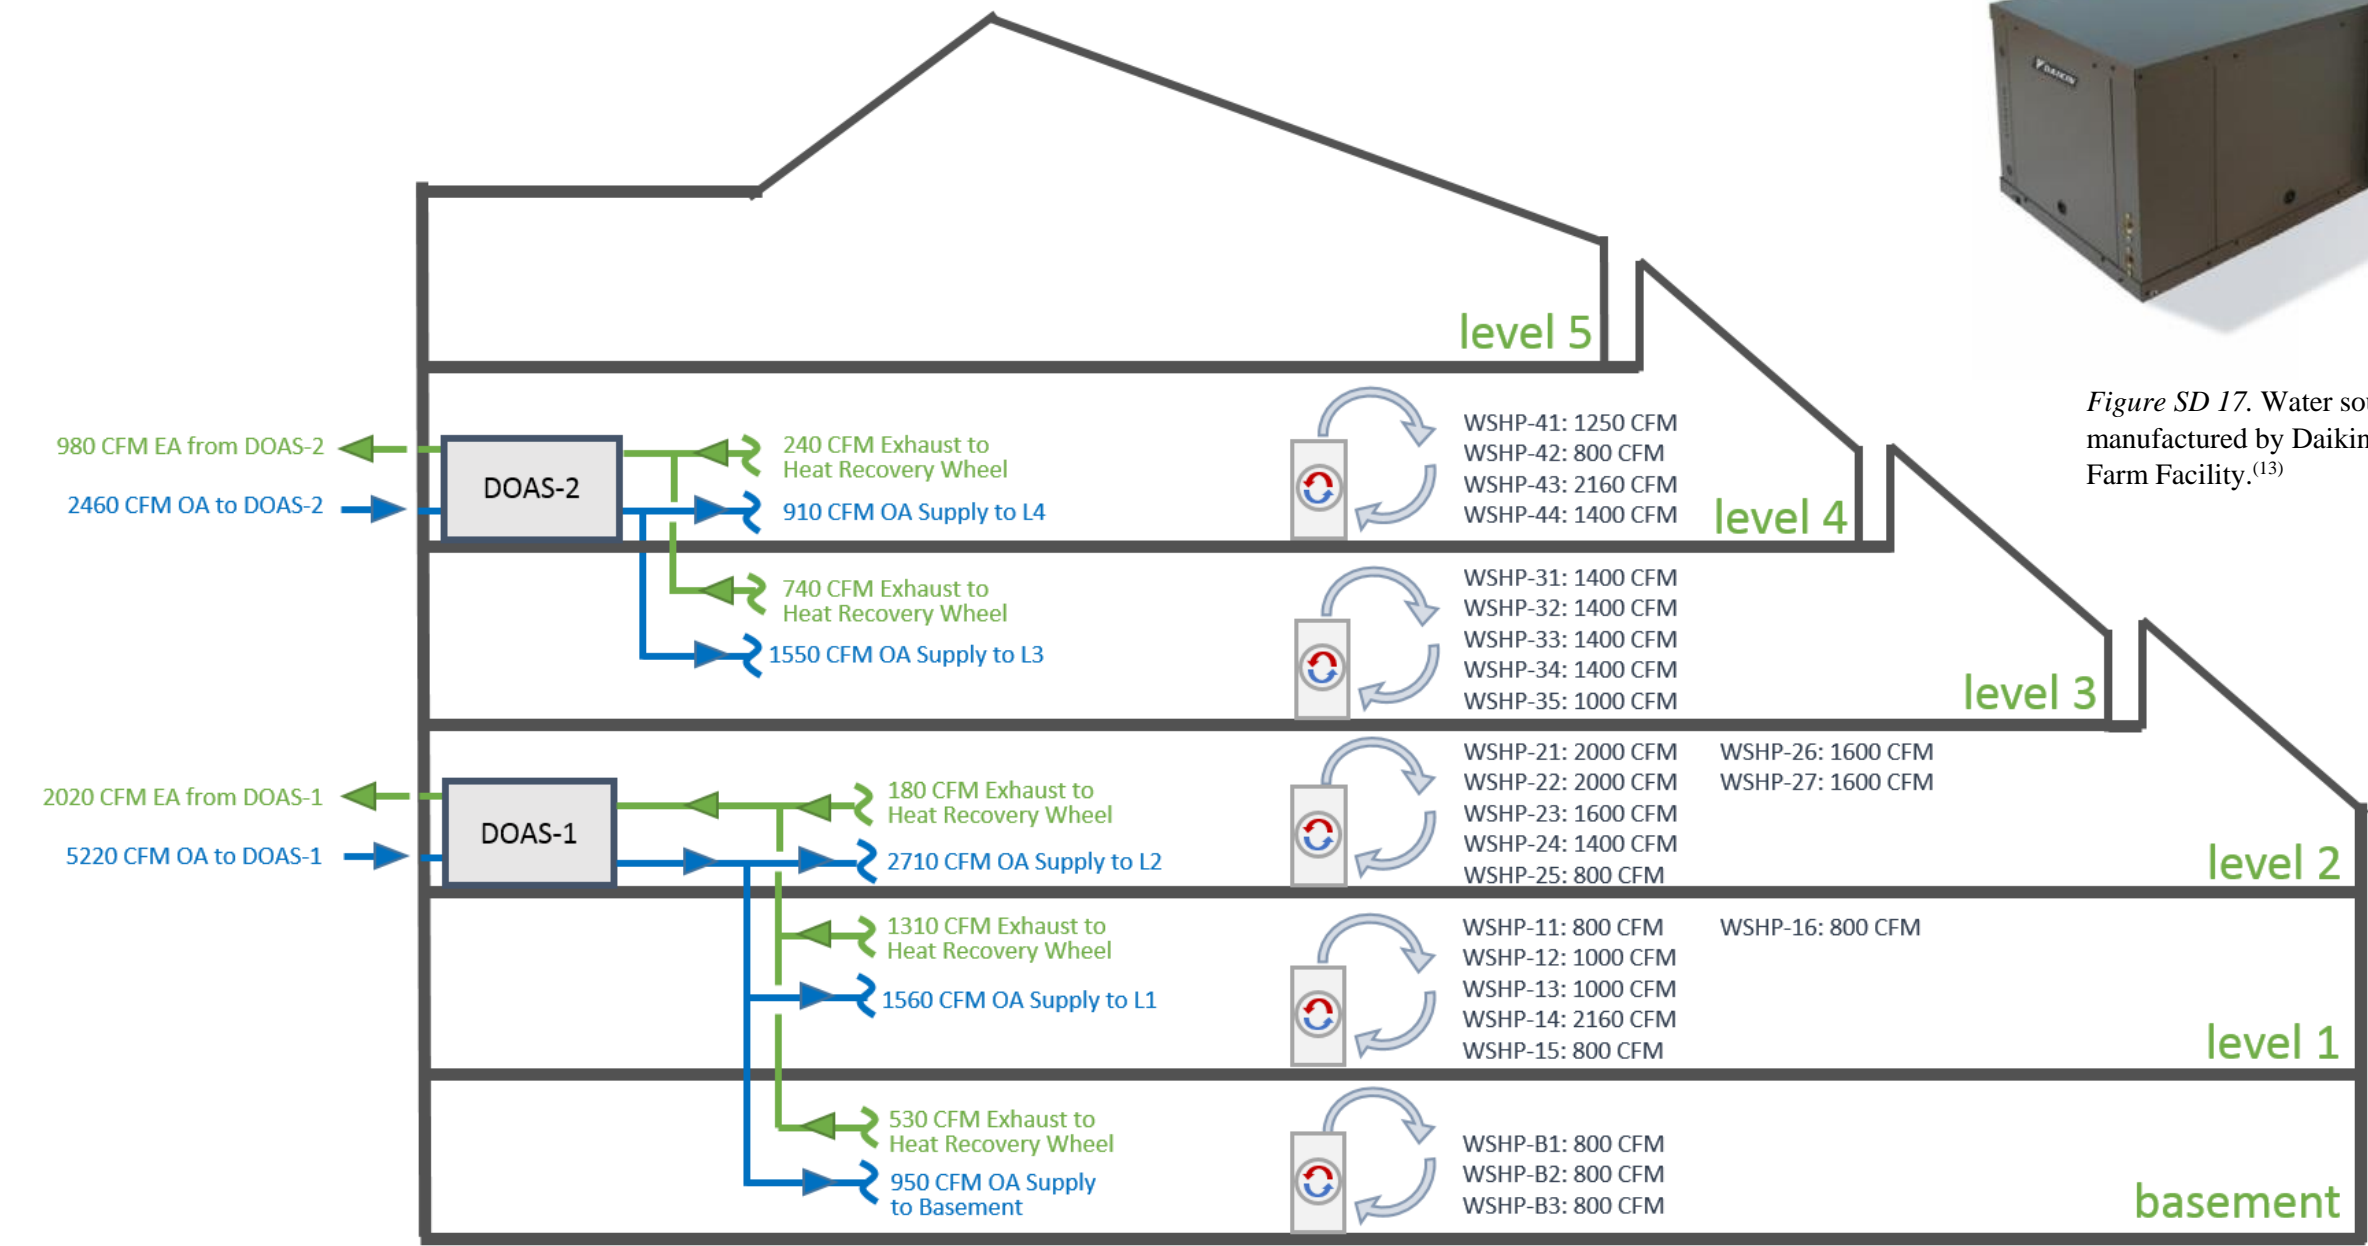 DAIKIN
level 5
Figure SD 17. Water sou
manufactured by Daikin
Farm Facility.(13)
980 CFM EA from DOAS-2
2460 CFM OA to DOAS-2
DOAS-2
240 CFM Exhaust to
Heat Recovery Wheel
910 CFM OA Supply to L4
WSHP-41: 1250 CFM
WSHP-42: 800 CFM
WSHP-43: 2160 CFM
WSHP-44: 1400 CFM
level 4
740 CFM Exhaust to
Heat Recovery Wheel
1550 CFM OA Supply to L3
WSHP-31: 1400 CFM
WSHP-32: 1400 CFM
WSHP-33: 1400 CFM
WSHP-34: 1400 CFM
WSHP-35: 1000 CFM
level 3
2020 CFM EA from DOAS-1
5220 CFM OA to DOAS-1
DOAS-1
180 CFM Exhaust to
Heat Recovery Wheel
2710 CFM OA Supply to L2
WSHP-21: 2000 CFM
WSHP-22: 2000 CFM
WSHP-23: 1600 CFM
WSHP-24: 1400 CFM
WSHP-25: 800 CFM
WSHP-26: 1600 CFM
WSHP-27: 1600 CFM
level 2
1310 CFM Exhaust to
Heat Recovery Wheel
1560 CFM OA Supply to L1
WSHP-11: 800 CFM
WSHP-12: 1000 CFM
WSHP-13: 1000 CFM
WSHP-14: 2160 CFM
WSHP-15: 800 CFM
WSHP-16: 800 CFM
level 1
530 CFM Exhaust to
Heat Recovery Wheel
950 CFM OA Supply
to Basement
WSHP-B1: 800 CFM
WSHP-B2: 800 CFM
WSHP-B3: 800 CFM
basement